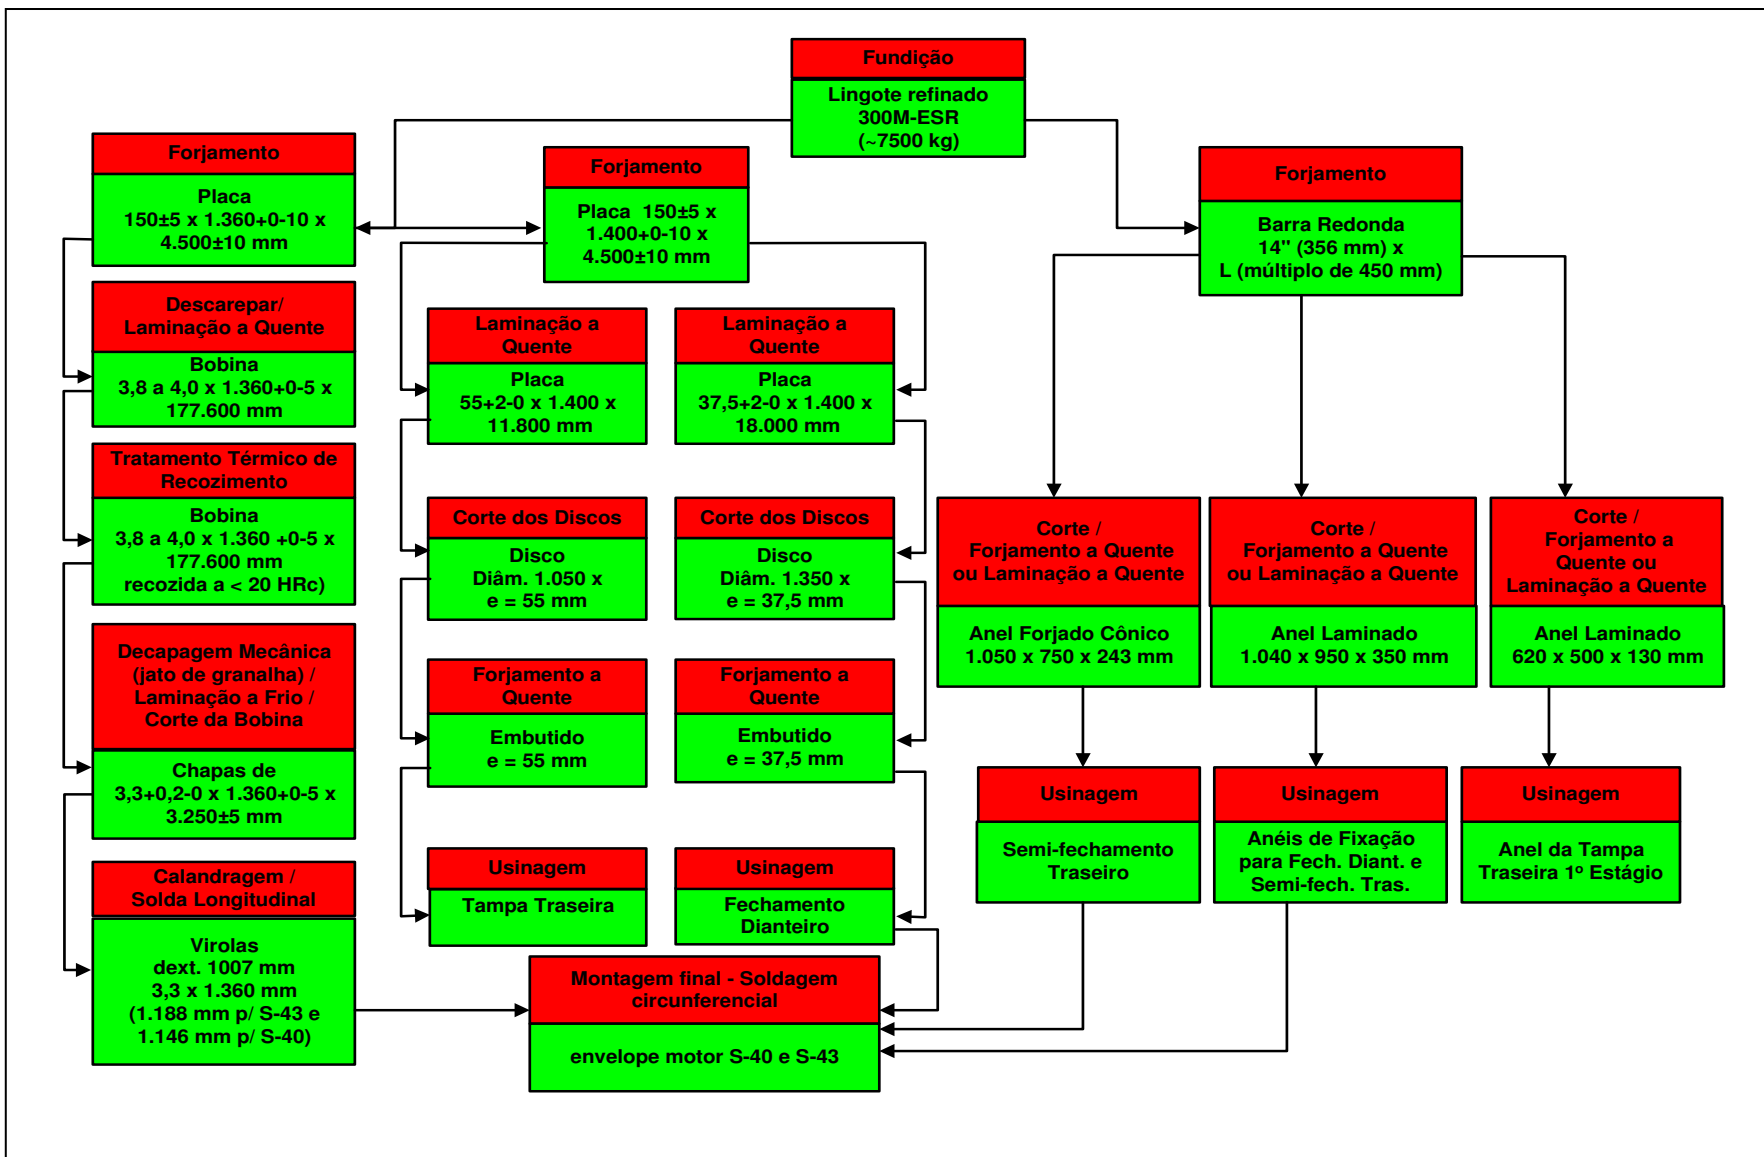 Fundição
Lingote refinado
300M-ESR
(~7500 kg)
Forjamento
Placa
150±5 x 1.360+0-10 x
4.500±10 mm
Descarepar/
Laminação a Quente
Bobina
3,8 a 4,0 x 1.360+0-5 x
177.600 mm
Tratamento Térmico de
Recozimento
Bobina
3,8 a 4,0 x 1.360 +0-5 x
177.600 mm
recozida a < 20 HRc)
Decapagem Mecânica
(jato de granalha) /
Laminação a Frio /
Corte da Bobina
Chapas de
3,3+0,2-0 x 1.360+0-5 x
3.250±5 mm
Calandragem /
Solda Longitudinal
Virolas
dext. 1007 mm
3,3 x 1.360 mm
(1.188 mm p/ S-43 e
1.146 mm p/ S-40)
Forjamento
Placa 150±5 x
1.400+0-10 x
4.500±10 mm
Laminação a
Quente
Placa
55+2-0 x 1.400 x
11.800 mm
Corte dos Discos
Disco
Diâm. 1.050 x
e = 55 mm
Forjamento a
Quente
Embutido
e = 55 mm
Usinagem
Tampa Traseira
Laminação a
Quente
Placa
37,5+2-0 x 1.400 x
18.000 mm
Corte dos Discos
Disco
Diâm. 1.350 x
e = 37,5 mm
Forjamento a
Quente
Embutido
e = 37,5 mm
Usinagem
Fechamento
Dianteiro
Forjamento
Barra Redonda
14" (356 mm) x
L (múltiplo de 450 mm)
Corte /
Forjamento a Quente
ou Laminação a Quente
Anel Forjado Cônico
1.050 x 750 x 243 mm
Usinagem
Semi-fechamento
Traseiro
Corte /
Forjamento a Quente
ou Laminação a Quente
Anel Laminado
1.040 x 950 x 350 mm
Usinagem
Anéis de Fixação
para Fech. Diant. e
Semi-fech. Tras.
Corte /
Forjamento a
Quente ou
Laminação a Quente
Anel Laminado
620 x 500 x 130 mm
Usinagem
Anel da Tampa
Traseira 1º Estágio
Montagem final - Soldagem
circunferencial
envelope motor S-40 e S-43